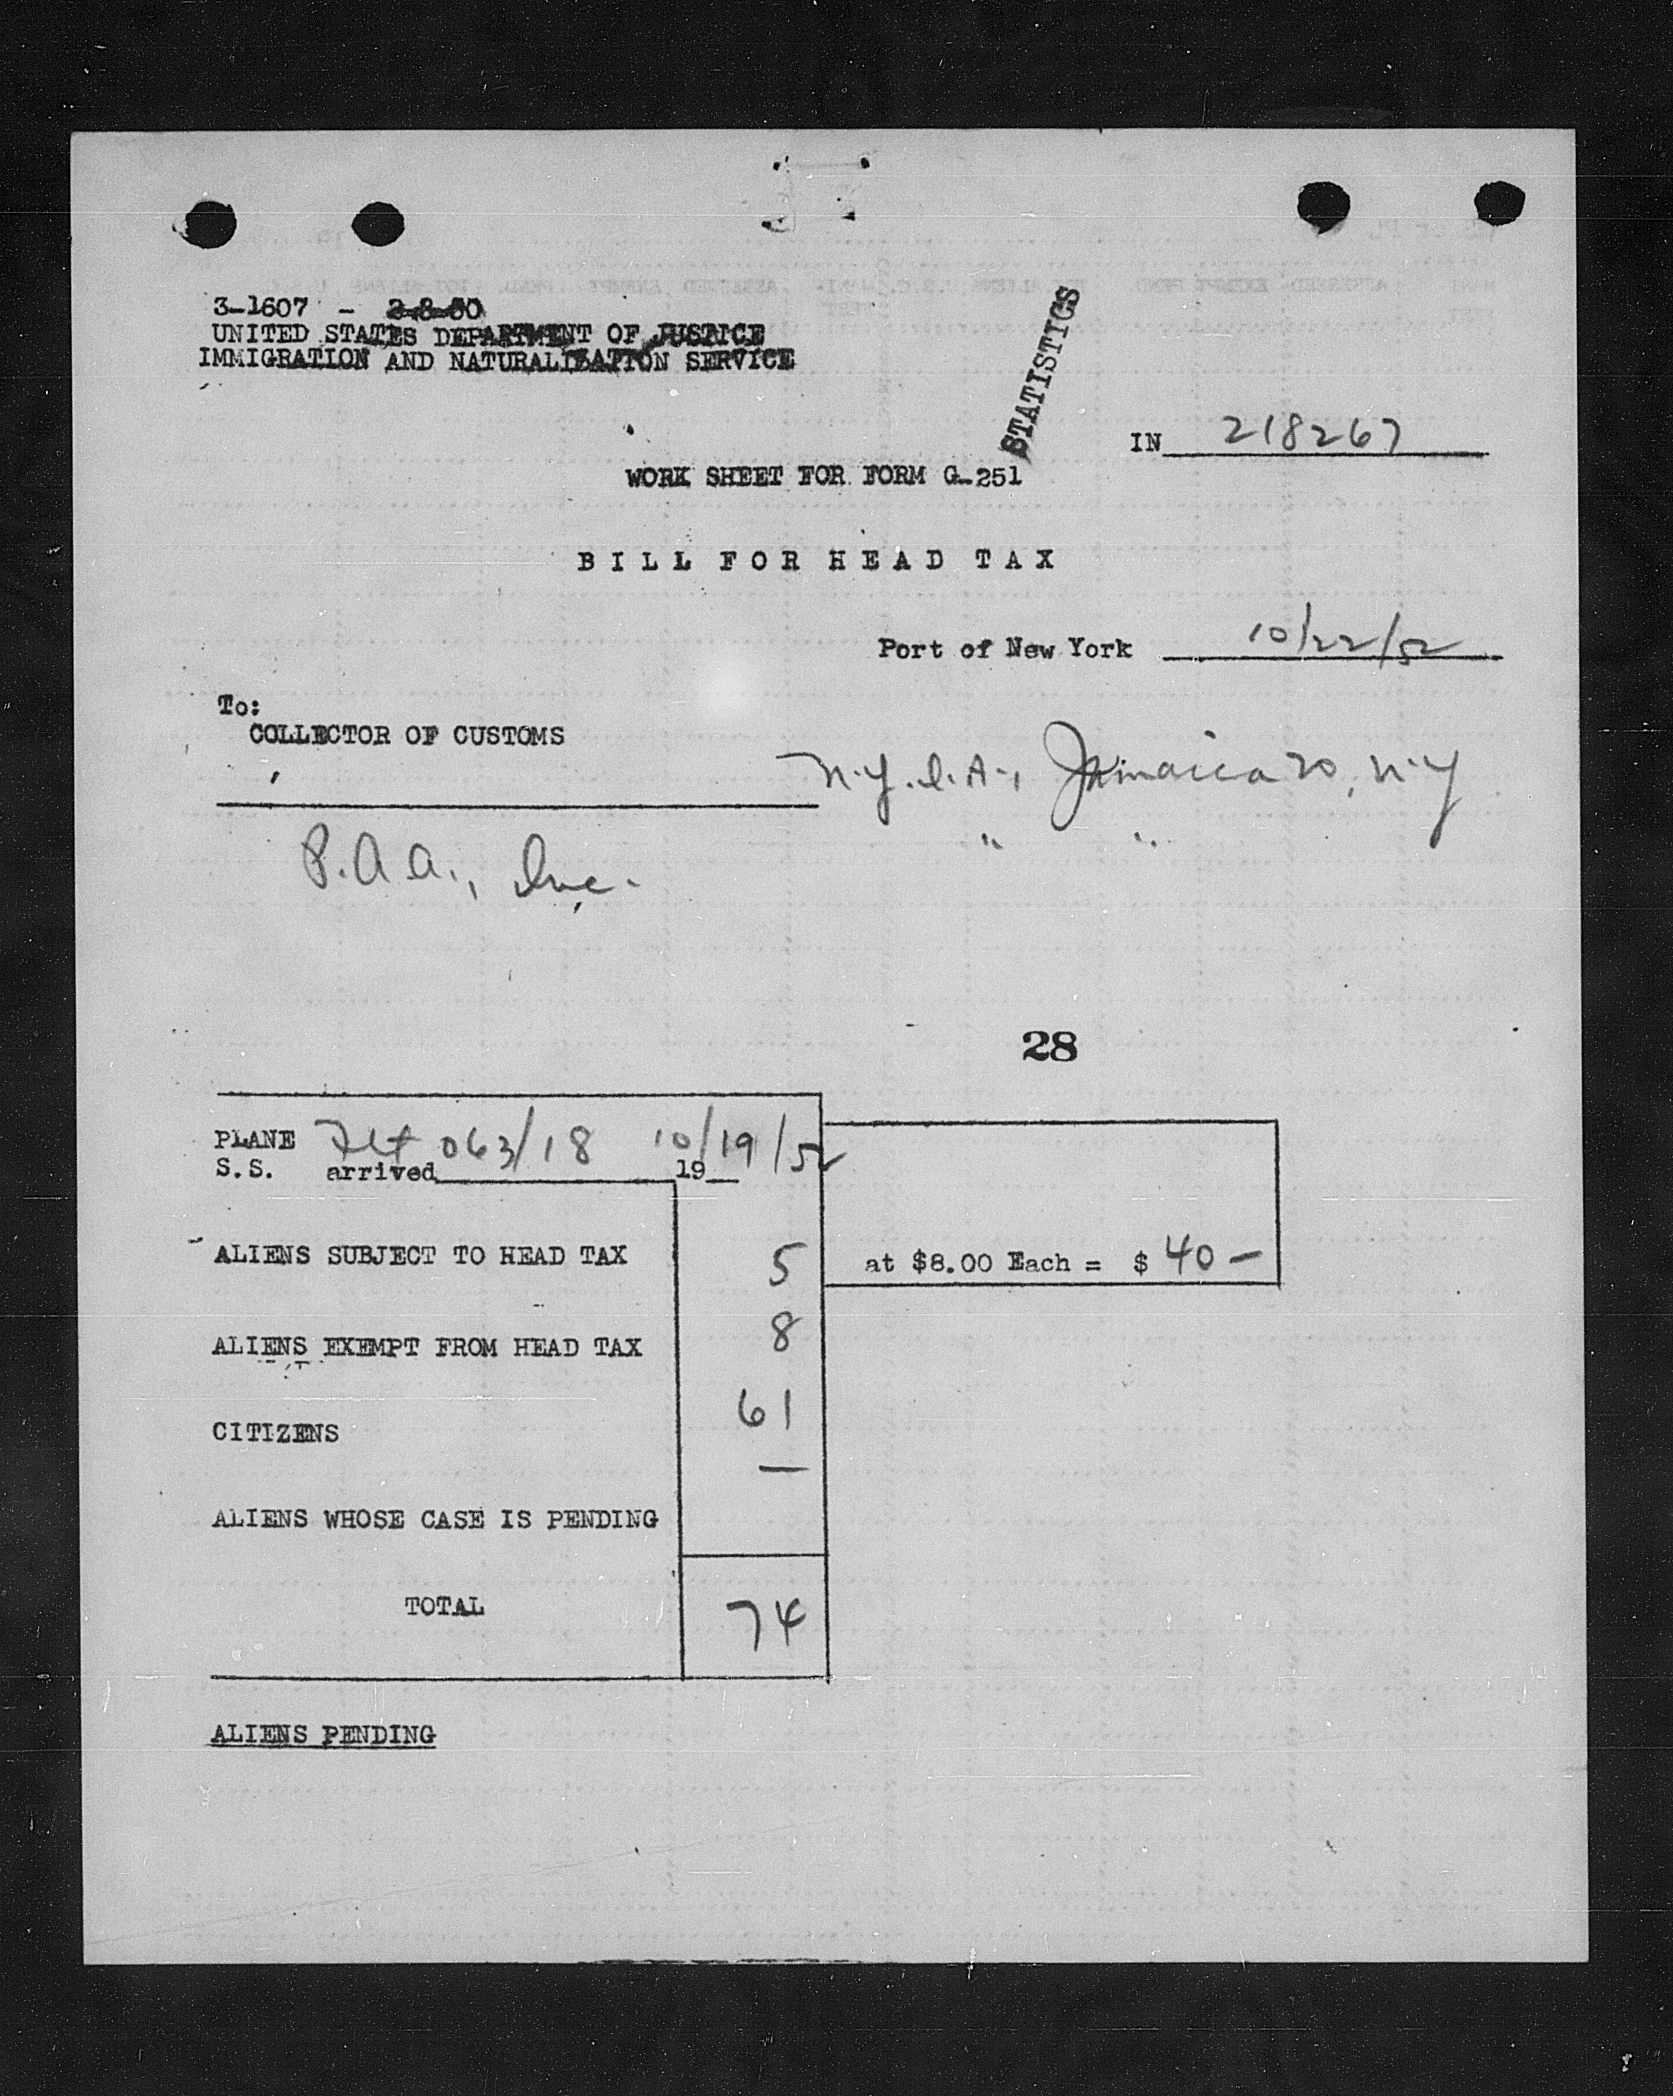 3-1607 - 2-8-50
UNITED STATES DEPARTMENT OF JUSTICE
IMMIGRATION AND NATURALIZATION SERVICE
STATISTICS
IN 218267
WORK SHEET FOR FORM G-251
BILL FOR HEAD TAX
Port of New York 10/22/52
To:
COLLECTOR OF CUSTOMS
N.Y.I.A., Jamaica 20, N.Y
" "
P.A.A., Inc.
28
PLANE Flt 063/18 10/19/52
S.S. arrived 19
ALIENS SUBJECT TO HEAD TAX 5 at $8.00 Each = $ 40 —
ALIENS EXEMPT FROM HEAD TAX 8
CITIZENS 61
—
ALIENS WHOSE CASE IS PENDING
TOTAL 74
ALIENS PENDING